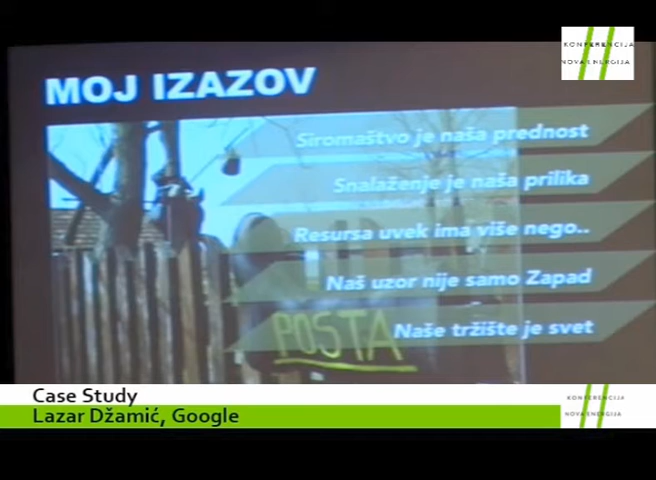 KONFERENCIJA
NOVA ENERGIJA
MOJ IZAZOV
Siromaštvo je naša prednost
Snalaženje je naša prilika
Resursa uvek ima više nego..
Naš uzor nije samo Zapad
POSTA
Naše tržište je svet
Case Study
Lazar Džamić, Google
KONFERENCIJA
NOVA ENERGIJA